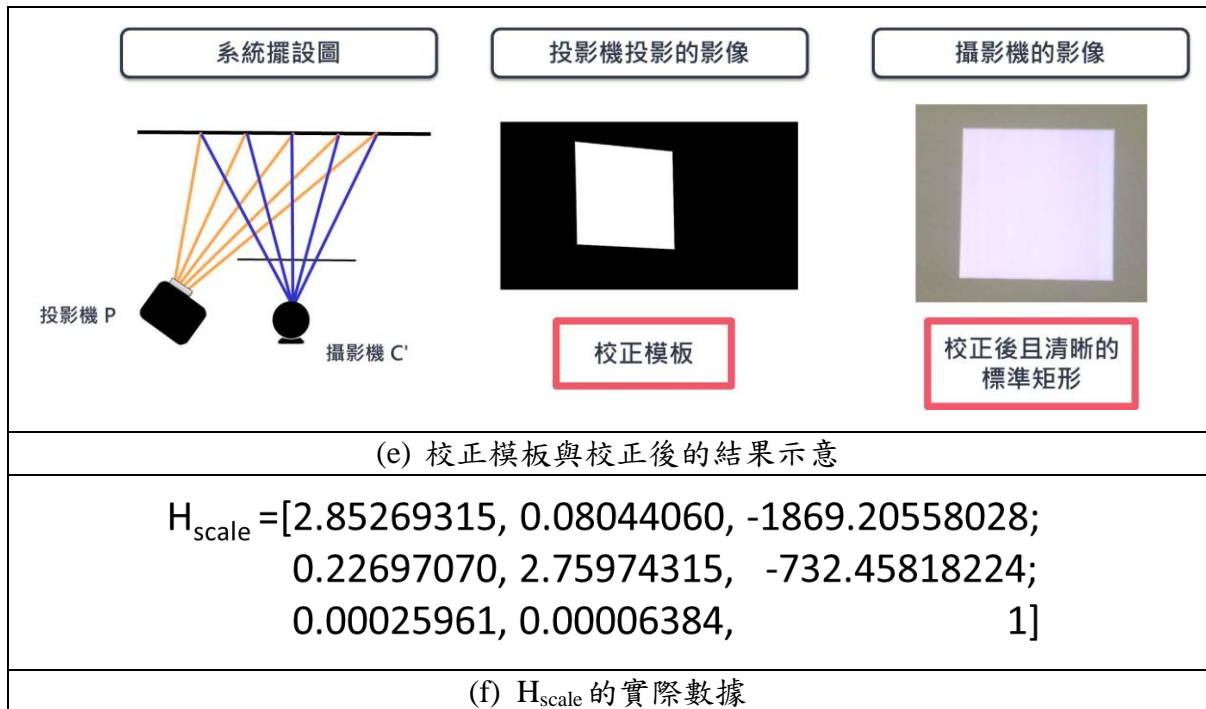 系統擺設圖
投影機投影的影像
攝影機的影像
投影機 P
攝影機 C'
校正模板
校正後且清晰的
標準矩形
(e) 校正模板與校正後的結果示意
Hscale =[2.85269315, 0.08044060, -1869.20558028;
0.22697070, 2.75974315, -732.45818224;
0.00025961, 0.00006384, 1]
(f) Hscale 的實際數據